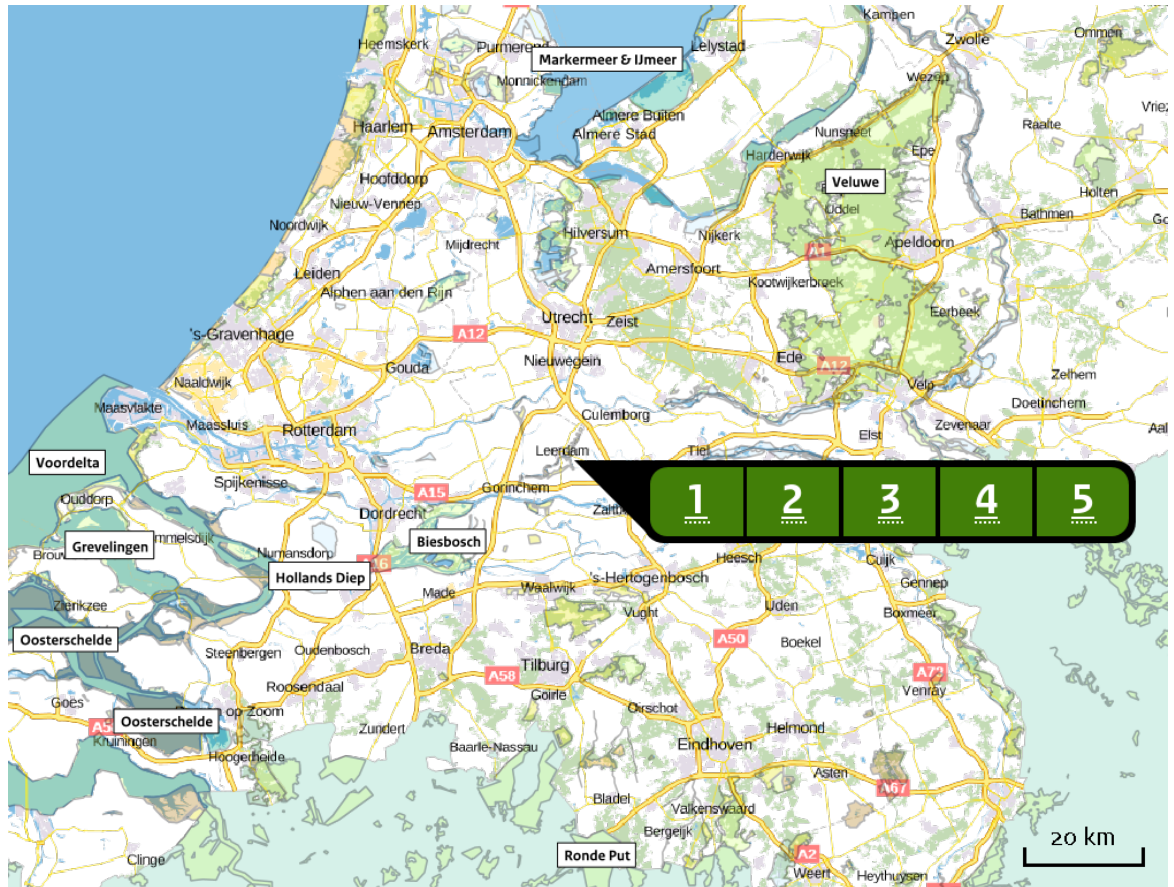 Kampen
Zwolle
Ommen
Heemskerk
Purmerend
Lelystad
Markermeer & IJmeer
Wezep
Monnickendam
Almere Buiten
Haarlem
Amsterdam
Almere Stad
Nunspeet
Raalte
Harderwijk
Epe
Hoofddorp
Veluwe
Holten
Nieuw-Vennep
Uddel
Bathmen
Noordwijk
Mijdrecht
Hilversum
Nijkerk
Apeldoorn
A1
Leiden
Amersfoort
Kootwijkerbroek
Alphen aan den Rijn
Eerbeek
's-Gravenhage
A12
Utrecht
Zeist
Nieuwegein
Ede
A12
Gouda
Naaldwijk
Velp
Zelhem
Maasvlakte
Culemborg
Doetinchem
Maassluis
Rotterdam
Elst
Zevenaar
Leerdam
Tiel
Voordelta
Spijkenisse
Gorinchem
A15
Ouddorp
Dordrecht
1
2
3
4
5
Grevelingen
Biesbosch
Numansdorp
A16
Heesch
Cuijk
Hollands Diep
's-Hertogenbosch
Gennep
Made
Waalwijk
Zierikzee
Vught
Uden
Boxmeer
Oosterschelde
A50
Boekel
Steenbergen
Oudenbosch
Breda
Tilburg
A58
A73
Roosendaal
Goirle
Venray
Goes
Oirschot
Oosterschelde
op Zoom
Zundert
Helmond
Kruiningen
Baarle-Nassau
Eindhoven
Hoogerheide
Asten
A67
Bladel
Valkenswaard
Bergeijk
20 km
Clinge
Ronde Put
A2
Weert
Heythuysen